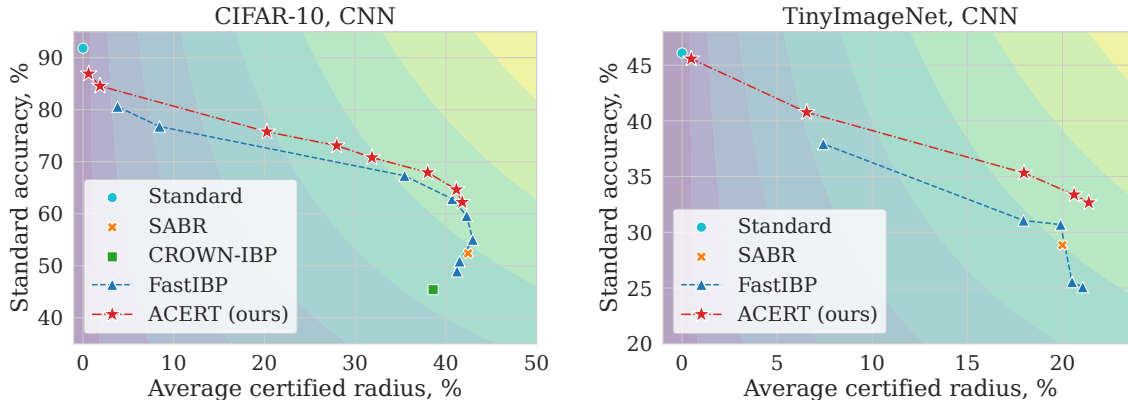 CIFAR-10, CNN
Standard accuracy, %
90
80
70
60
50
40
Standard
SABR
CROWN-IBP
FastIBP
ACERT (ours)
0
10
20
30
40
50
Average certified radius, %
TinyImageNet, CNN
Standard accuracy, %
45
40
35
30
25
20
Standard
SABR
FastIBP
ACERT (ours)
0
5
10
15
20
Average certified radius, %